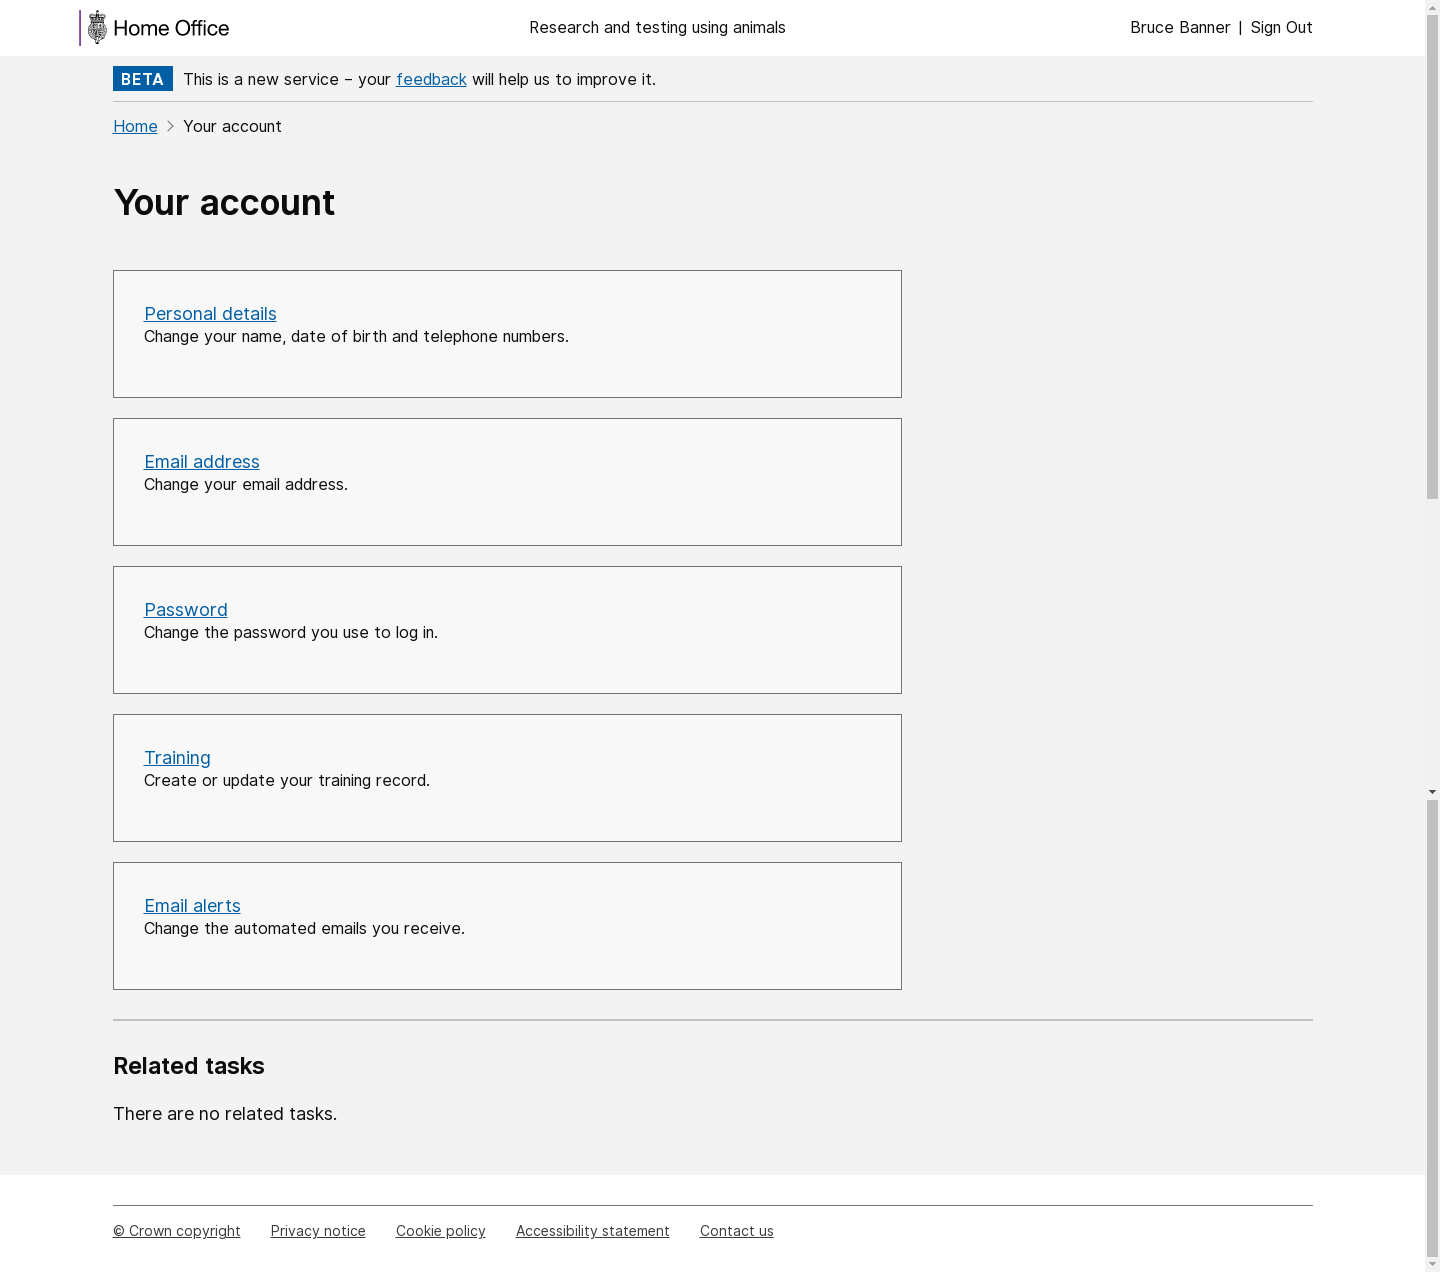 Home Office
Research and testing using animals
Bruce Banner | Sign Out
BETA This is a new service – your feedback will help us to improve it.
Home > Your account
Your account
Personal details
Change your name, date of birth and telephone numbers.
Email address
Change your email address.
Password
Change the password you use to log in.
Training
Create or update your training record.
Email alerts
Change the automated emails you receive.
Related tasks
There are no related tasks.
© Crown copyright Privacy notice Cookie policy Accessibility statement Contact us